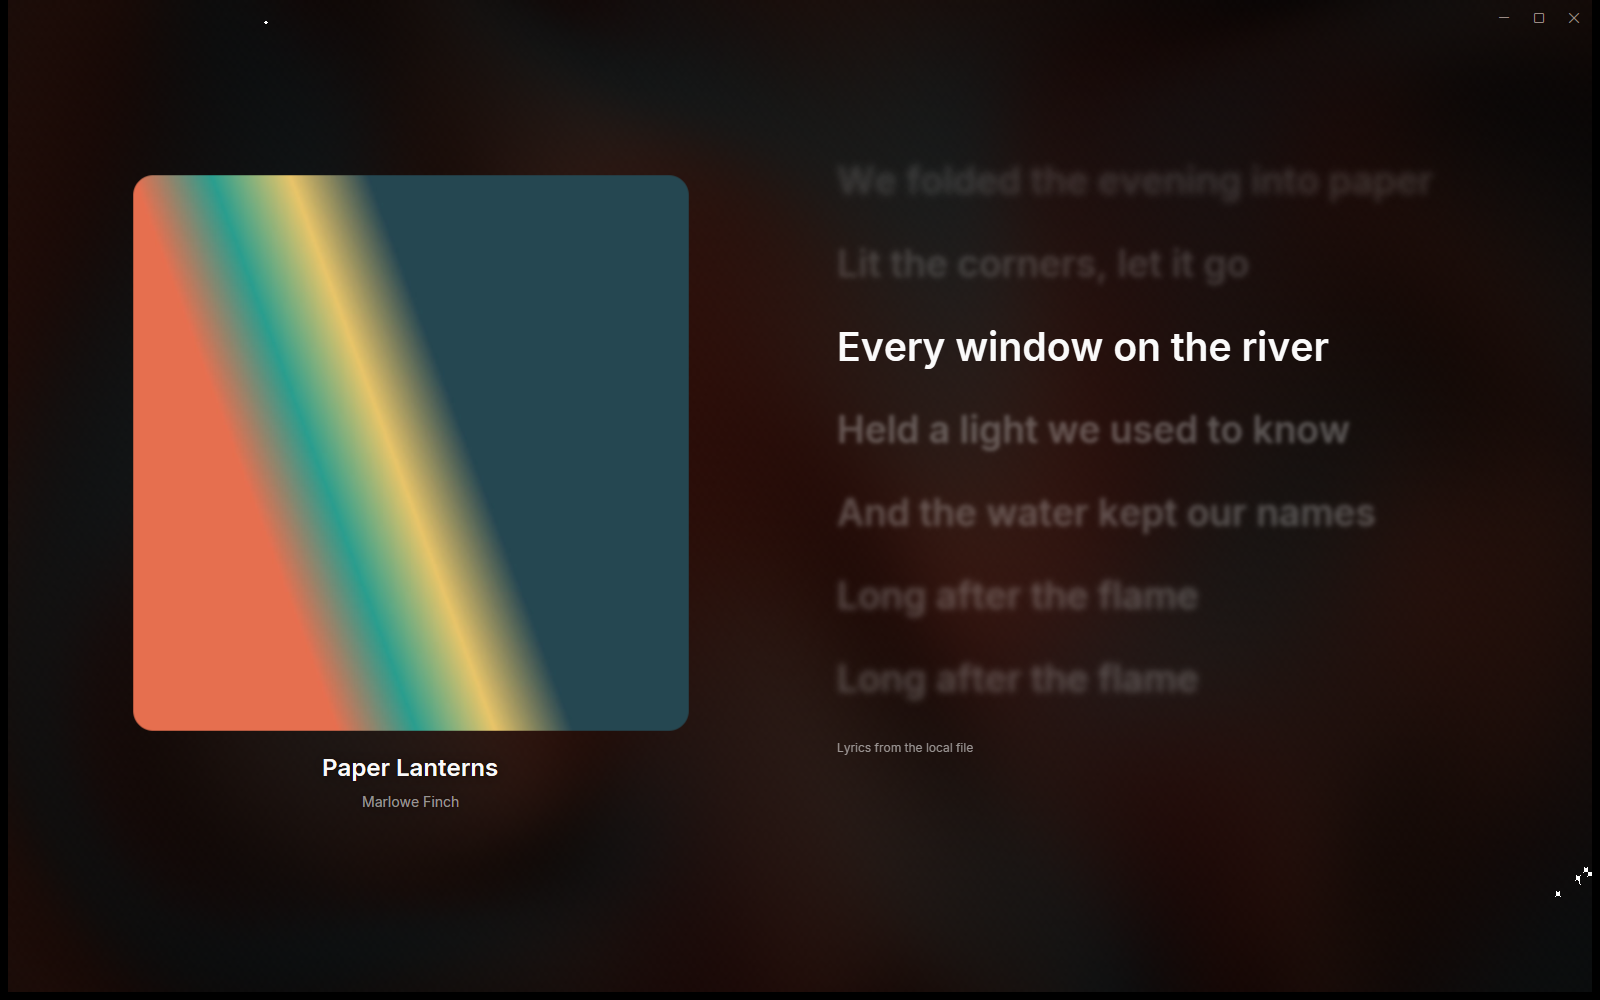 Paper Lanterns
Marlowe Finch
We folded the evening into paper
Lit the corners, let it go
Every window on the river
Held a light we used to know
And the water kept our names
Long after the flame
Long after the flame
Lyrics from the local file